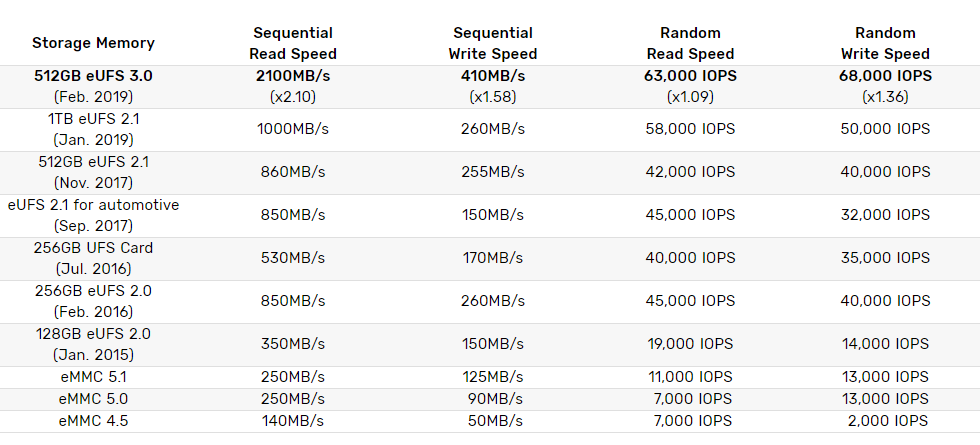 Storage Memory Sequential Read Speed Sequential Write Speed Random Read Speed Random Write Speed
512GB eUFS 3.0 2100MB/s 410MB/s 63,000 IOPS 68,000 IOPS
(Feb. 2019) (x2.10) (x1.58) (x1.09) (x1.36)
1TB eUFS 2.1
(Jan. 2019) 1000MB/s 260MB/s 58,000 IOPS 50,000 IOPS
512GB eUFS 2.1
(Nov. 2017) 860MB/s 255MB/s 42,000 IOPS 40,000 IOPS
eUFS 2.1 for automotive
(Sep. 2017) 850MB/s 150MB/s 45,000 IOPS 32,000 IOPS
256GB UFS Card
(Jul. 2016) 530MB/s 170MB/s 40,000 IOPS 35,000 IOPS
256GB eUFS 2.0
(Feb. 2016) 850MB/s 260MB/s 45,000 IOPS 40,000 IOPS
128GB eUFS 2.0
(Jan. 2015) 350MB/s 150MB/s 19,000 IOPS 14,000 IOPS
eMMC 5.1 250MB/s 125MB/s 11,000 IOPS 13,000 IOPS
eMMC 5.0 250MB/s 90MB/s 7,000 IOPS 13,000 IOPS
eMMC 4.5 140MB/s 50MB/s 7,000 IOPS 2,000 IOPS